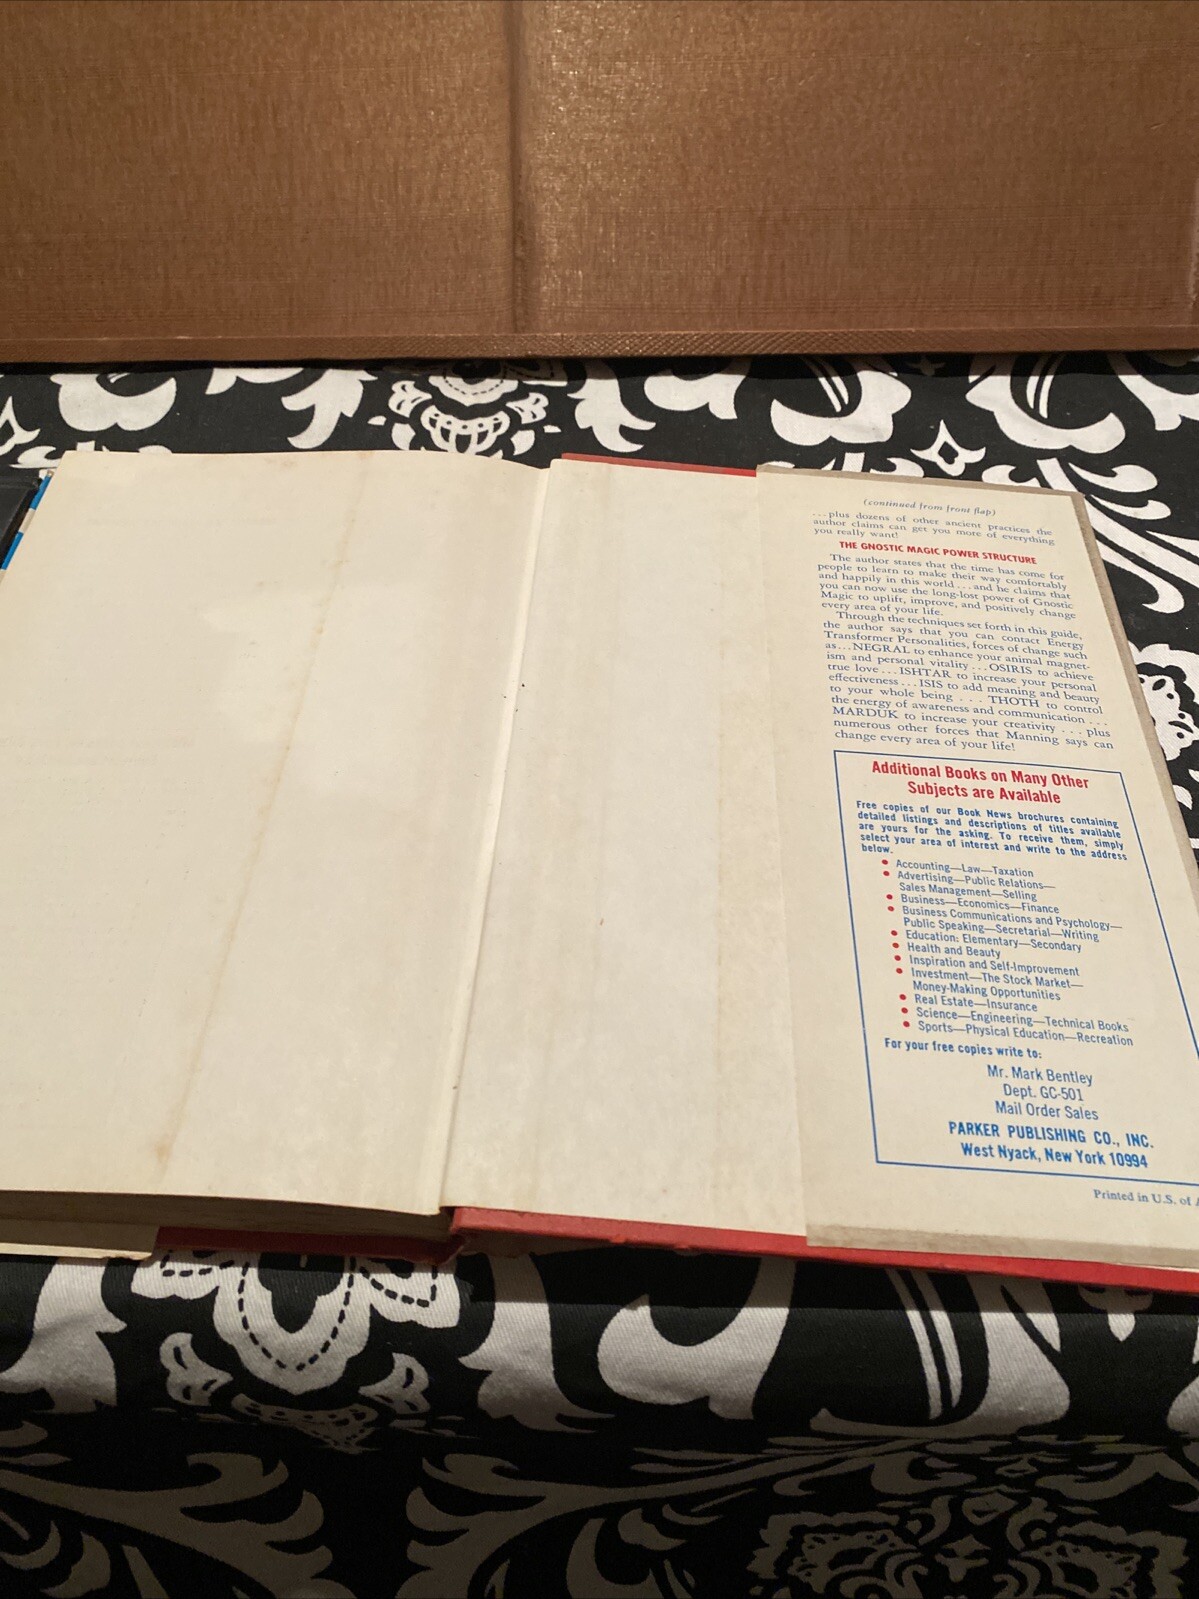 (continued from front flap)
...plus dozens of other ancient practices the
author claims can get you more of everything
you really want!
THE GNOSTIC MAGIC POWER STRUCTURE
The author states that the time has come for
people to learn to make their way comfortably
and happily in this world...and he claims that
you can now use the long-lost power of Gnostic
Magic to uplift, improve, and positively change
every area of your life.
Through the techniques set forth in this guide,
the author says that you can contact Energy
Transformer Personalities, forces of change such
as...NEGRAL to enhance your animal magnet-
ism and personal vitality...OSIRIS to achieve
true love...ISHTAR to increase your personal
effectiveness...ISIS to add meaning and beauty
to your whole being...THOTH to control
the energy of awareness and communication...
MARDUK to increase your creativity...plus
numerous other forces that Manning says can
change every area of your life!
Additional Books on Many Other
Subjects are Available
Free copies of our Book News brochures containing
detailed listings and descriptions of titles available
are yours for the asking. To receive them, simply
select your area of interest and write to the address
below.
• Accounting—Law—Taxation
• Advertising—Public Relations—
Sales Management—Selling
• Business—Economics—Finance
• Business Communications and Psychology—
Public Speaking—Secretarial—Writing
• Education: Elementary—Secondary
• Health and Beauty
• Inspiration and Self-Improvement
• Investment—The Stock Market—
Money-Making Opportunities
• Real Estate—Insurance
• Science—Engineering—Technical Books
• Sports—Physical Education—Recreation
For your free copies write to:
Mr. Mark Bentley
Dept. GC-501
Mail Order Sales
PARKER PUBLISHING CO., INC.
West Nyack, New York 10994
Printed in U.S. of A